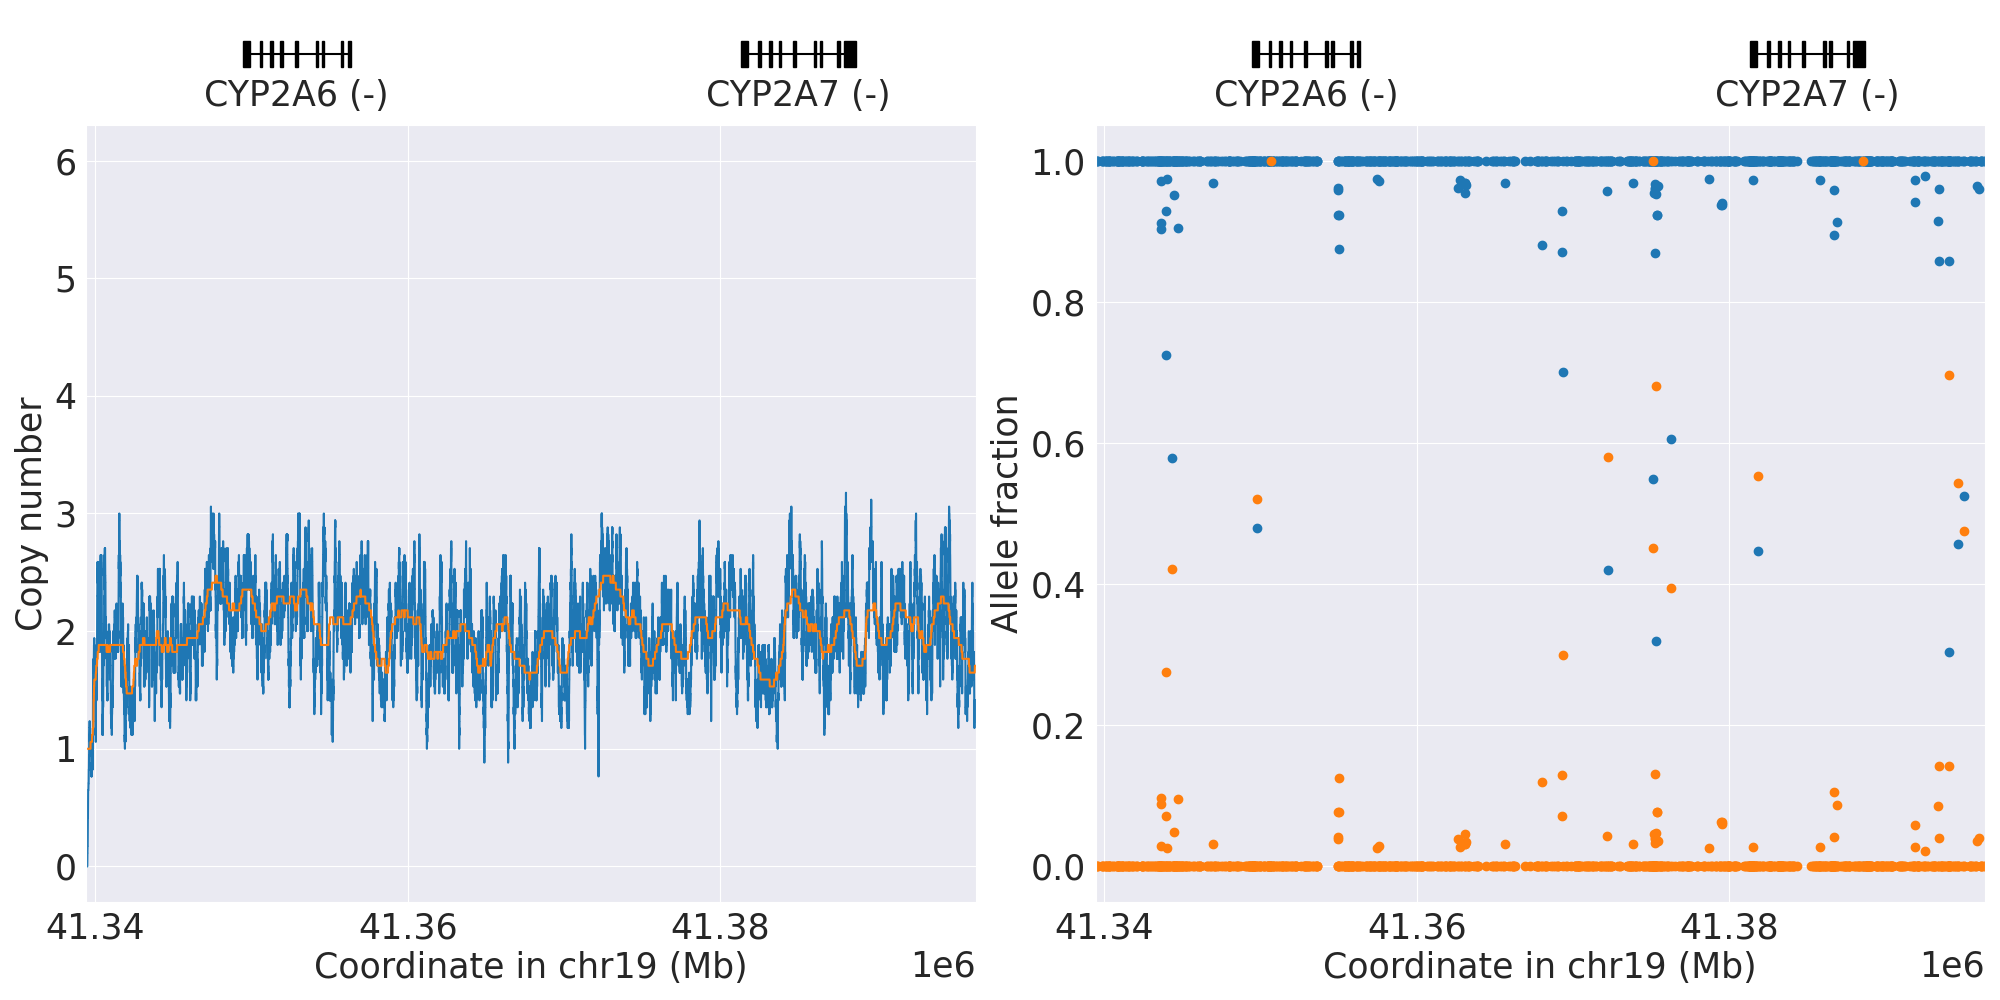 CYP2A6 (-)
CYP2A7 (-)
6
5
4
3
2
1
0
Copy number
41.34
41.36
41.38
Coordinate in chr19 (Mb)
1e6
CYP2A6 (-)
CYP2A7 (-)
1.0
0.8
0.6
0.4
0.2
0.0
Allele fraction
41.34
41.36
41.38
Coordinate in chr19 (Mb)
1e6